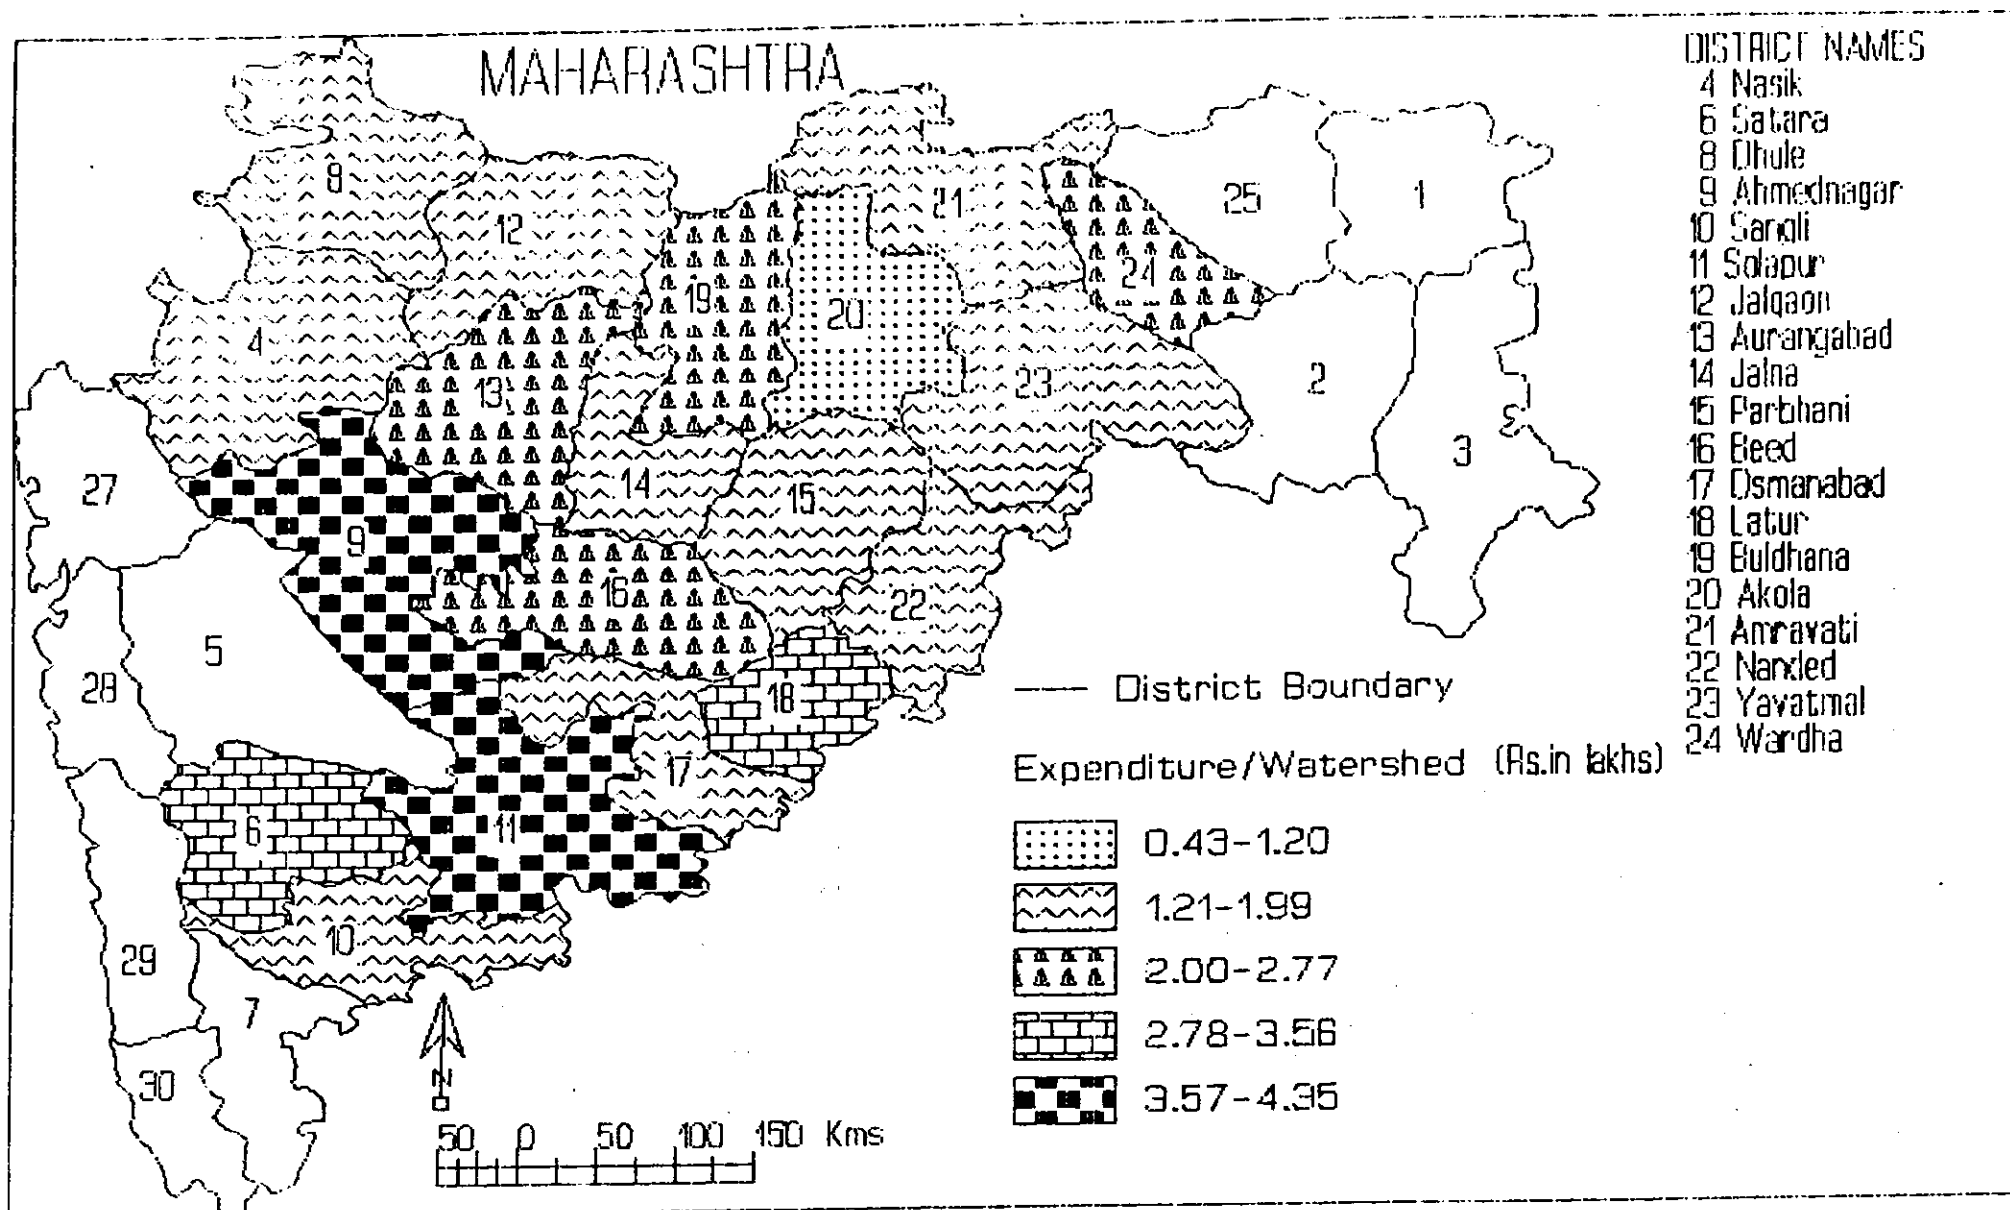 MAHARASHTRA
DISTRICT NAMES
4 Nasik
6 Satara
8 Dhule
9 Ahmednagar
10 Sangli
11 Solapur
12 Jalgaon
13 Aurangabad
14 Jalna
15 Parbhani
16 Beed
17 Osmanabad
18 Latur
19 Buldhana
20 Akola
21 Amravati
22 Nanded
23 Yavatmal
24 Wardha
8
12
21
25
1
24
19
20
4
13
23
2
3
27
14
15
9
16
22
5
28
18
17
6
11
10
29
7
30
District Boundary
Expenditure/Watershed (Rs.in lakhs)
0.43-1.20
1.21-1.99
2.00-2.77
2.78-3.56
3.57-4.35
N
50 0 50 100 150 Kms